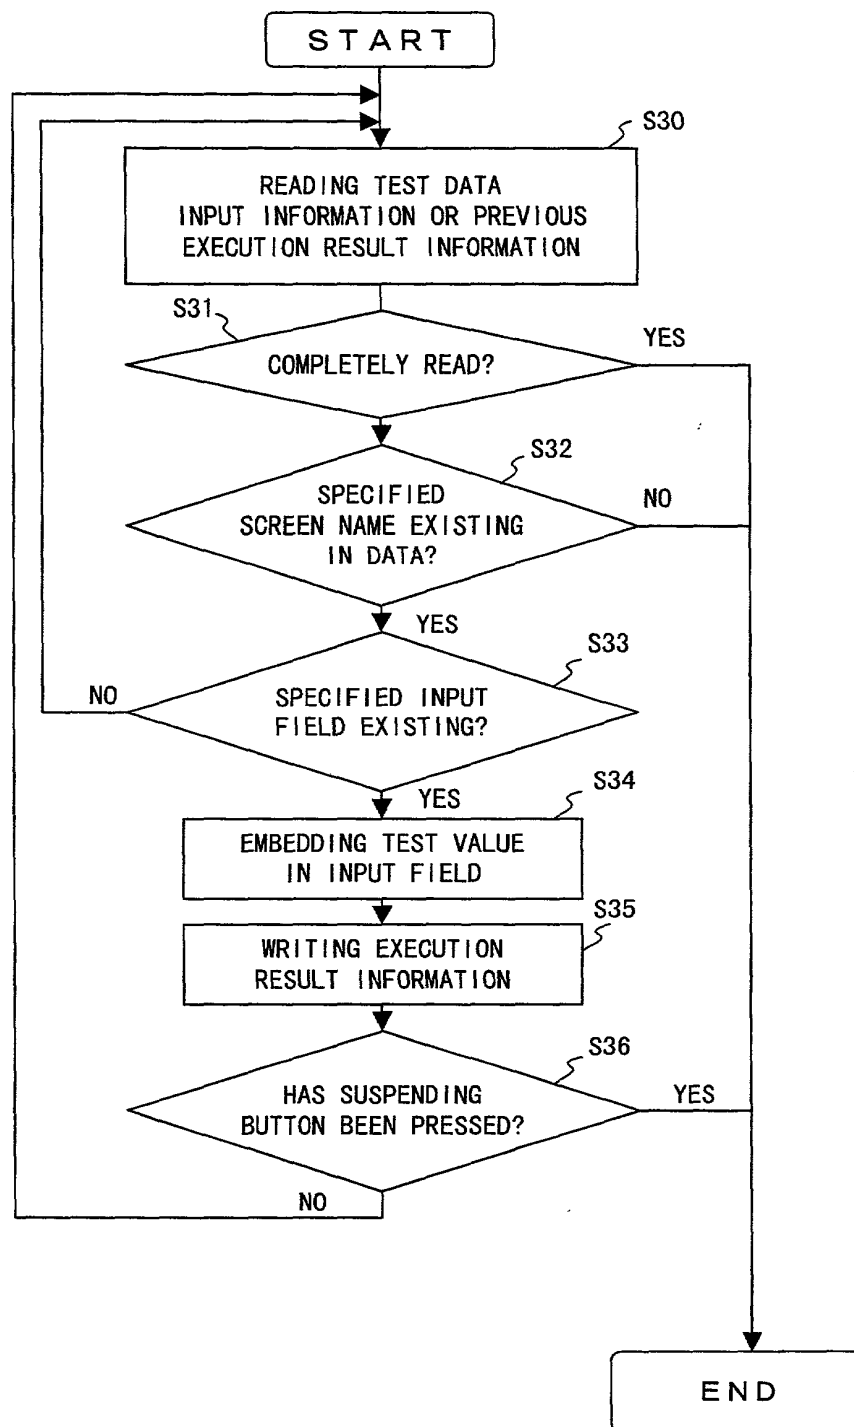 START
S30
READING TEST DATA
INPUT INFORMATION OR PREVIOUS
EXECUTION RESULT INFORMATION
S31
YES
COMPLETELY READ?
S32
SPECIFIED
SCREEN NAME EXISTING
IN DATA?
NO
YES
S33
NO
SPECIFIED INPUT
FIELD EXISTING?
YES
S34
EMBEDDING TEST VALUE
IN INPUT FIELD
S35
WRITING EXECUTION
RESULT INFORMATION
S36
HAS SUSPENDING
BUTTON BEEN PRESSED?
YES
NO
END